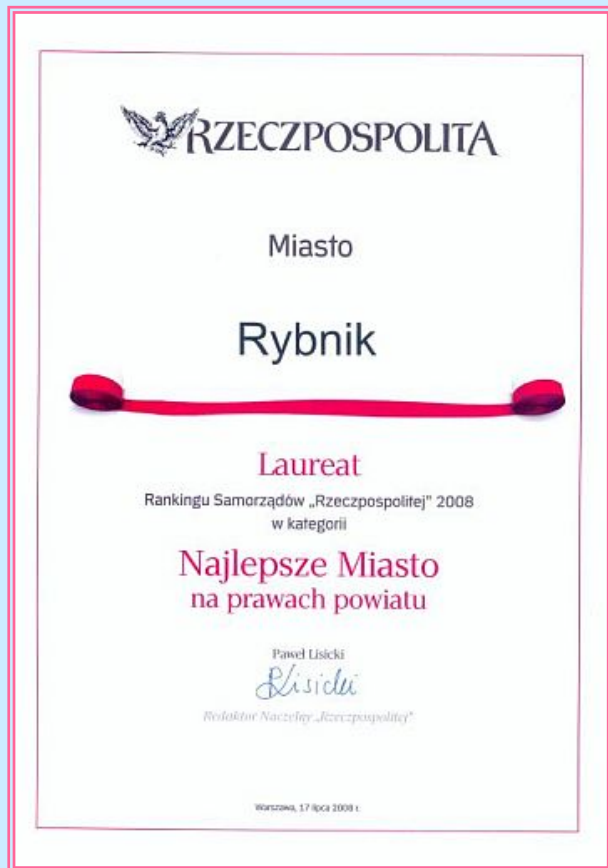 RZECZPOSPOLITA
Miasto
Rybnik
Laureat
Rankingu Samorządów „Rzeczpospolitej” 2008
w kategorii
Najlepsze Miasto
na prawach powiatu
Paweł Lisicki
PLisicki
Redaktor Naczelny „Rzeczpospolitej”
Warszawa, 17 lipca 2008 r.